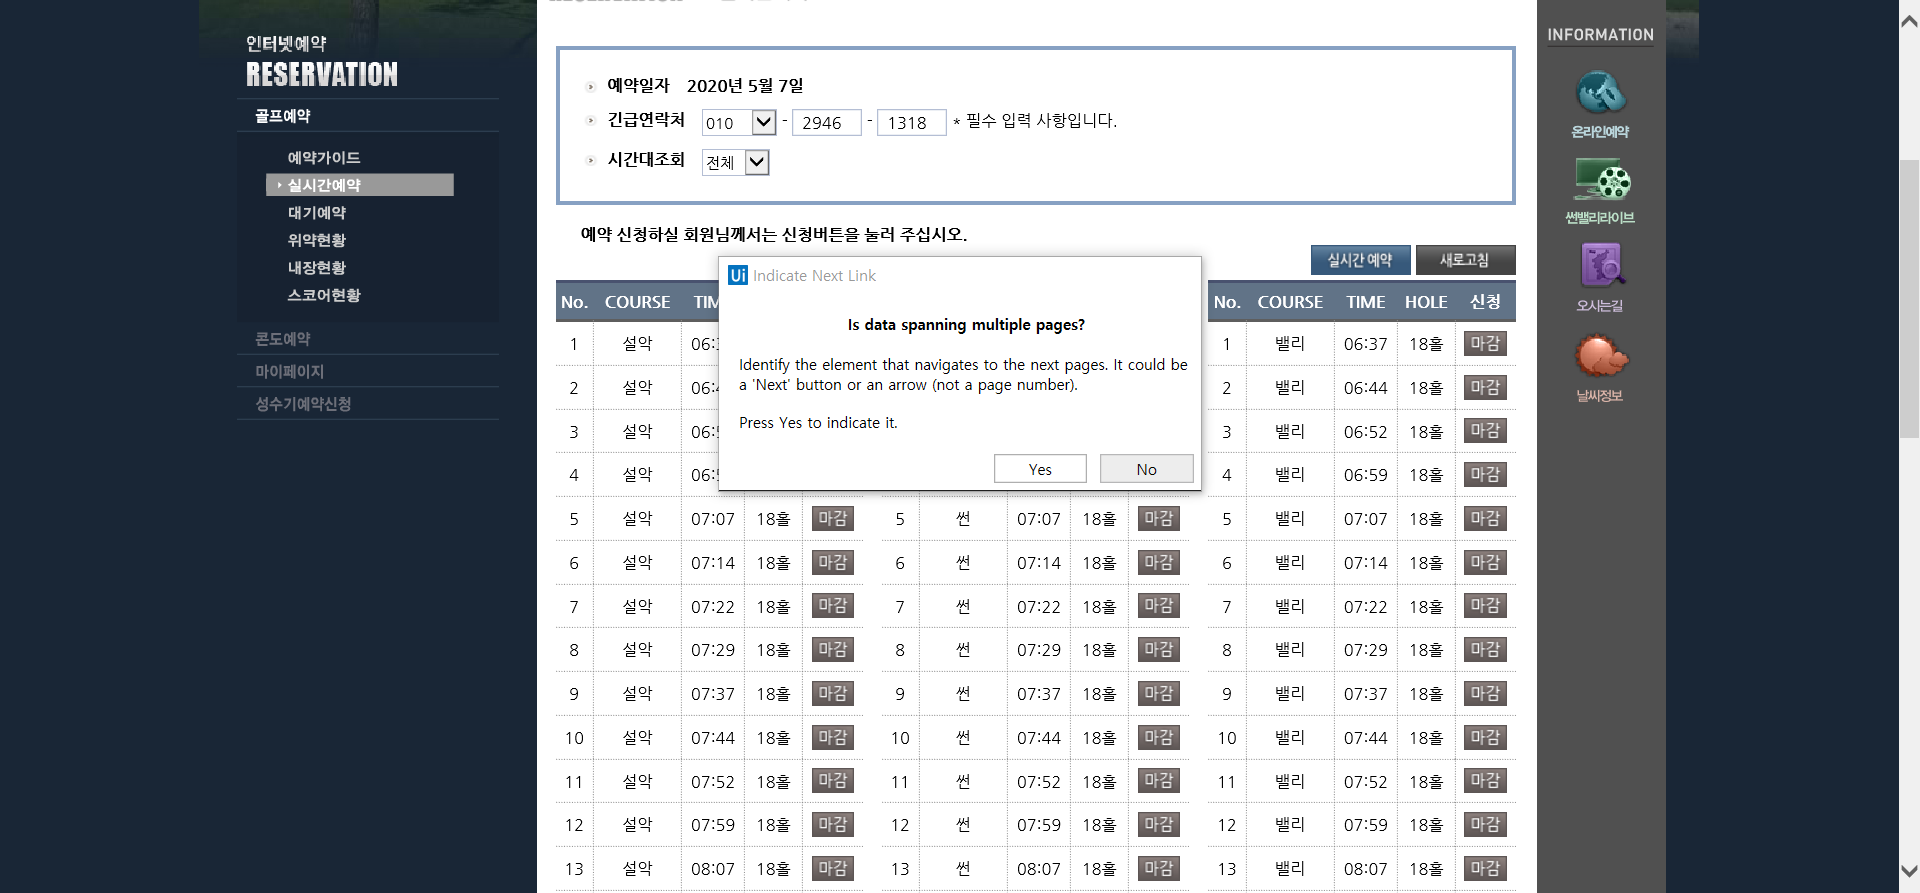 인터넷예약
RESERVATION
골프예약
예약가이드
실시간예약
대기예약
위약현황
내장현황
스코어현황
콘도예약
마이페이지
성수기예약신청
예약일자 2020년 5월 7일
긴급연락처 010 - 2946 - 1318 * 필수 입력 사항입니다.
시간대조회 전체
예약 신청하실 회원님께서는 신청버튼을 눌러 주십시오.
실시간 예약 새로고침
Ui Indicate Next Link
Is data spanning multiple pages?
Identify the element that navigates to the next pages. It could be
a 'Next' button or an arrow (not a page number).
Press Yes to indicate it.
Yes No
No. COURSE No. COURSE TIME HOLE 신청
1 설악 1 밸리 06:37 18홀 마감
2 설악 2 밸리 06:44 18홀 마감
3 설악 3 밸리 06:52 18홀 마감
4 설악 4 밸리 06:59 18홀 마감
5 설악 07:07 18홀 마감 5 썬 07:07 18홀 마감 5 밸리 07:07 18홀 마감
6 설악 07:14 18홀 마감 6 썬 07:14 18홀 마감 6 밸리 07:14 18홀 마감
7 설악 07:22 18홀 마감 7 썬 07:22 18홀 마감 7 밸리 07:22 18홀 마감
8 설악 07:29 18홀 마감 8 썬 07:29 18홀 마감 8 밸리 07:29 18홀 마감
9 설악 07:37 18홀 마감 9 썬 07:37 18홀 마감 9 밸리 07:37 18홀 마감
10 설악 07:44 18홀 마감 10 썬 07:44 18홀 마감 10 밸리 07:44 18홀 마감
11 설악 07:52 18홀 마감 11 썬 07:52 18홀 마감 11 밸리 07:52 18홀 마감
12 설악 07:59 18홀 마감 12 썬 07:59 18홀 마감 12 밸리 07:59 18홀 마감
13 설악 08:07 18홀 마감 13 썬 08:07 18홀 마감 13 밸리 08:07 18홀 마감
INFORMATION
온라인예약
썬밸리라이브
오시는길
날씨정보